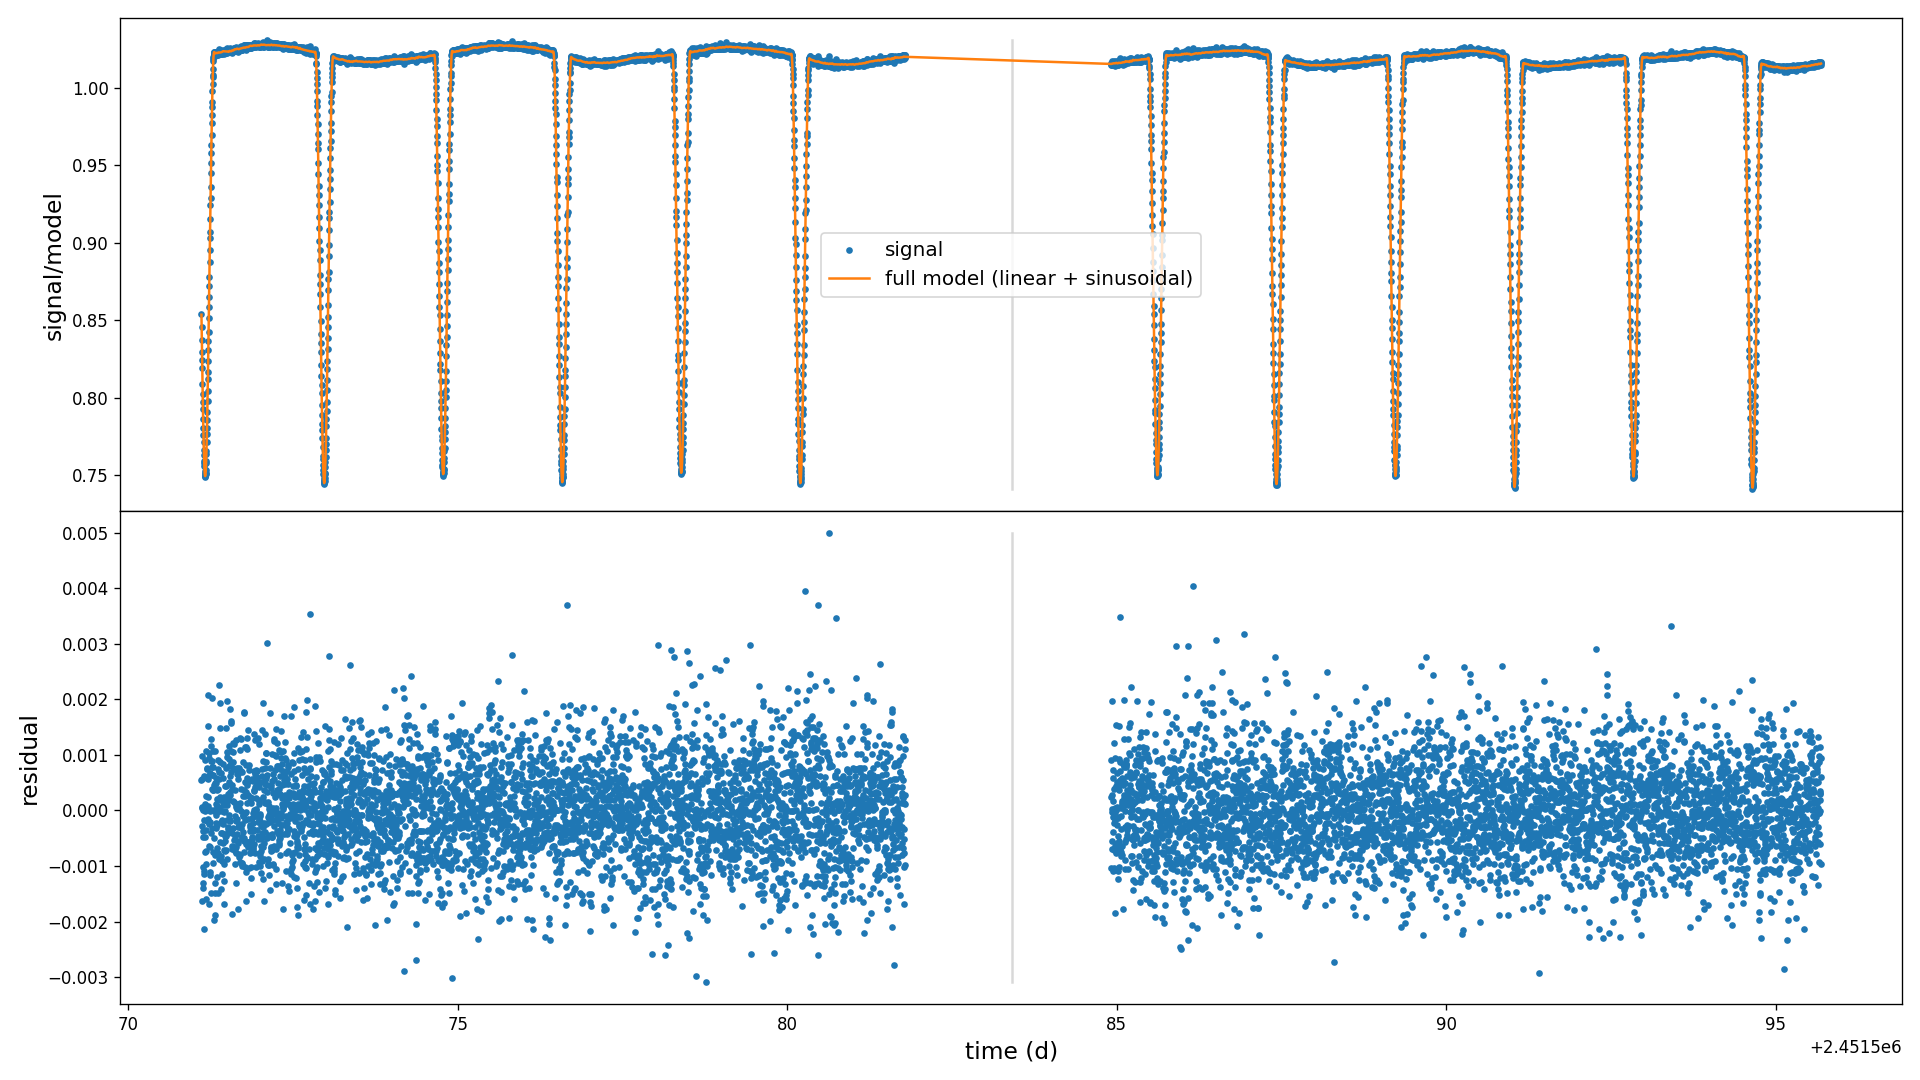 1.00
0.95
0.90
0.85
0.80
0.75
signal/model
signal
full model (linear + sinusoidal)
0.005
0.004
0.003
0.002
0.001
0.000
−0.001
−0.002
−0.003
residual
70 75 80 85 90 95
time (d)
+2.4515e6